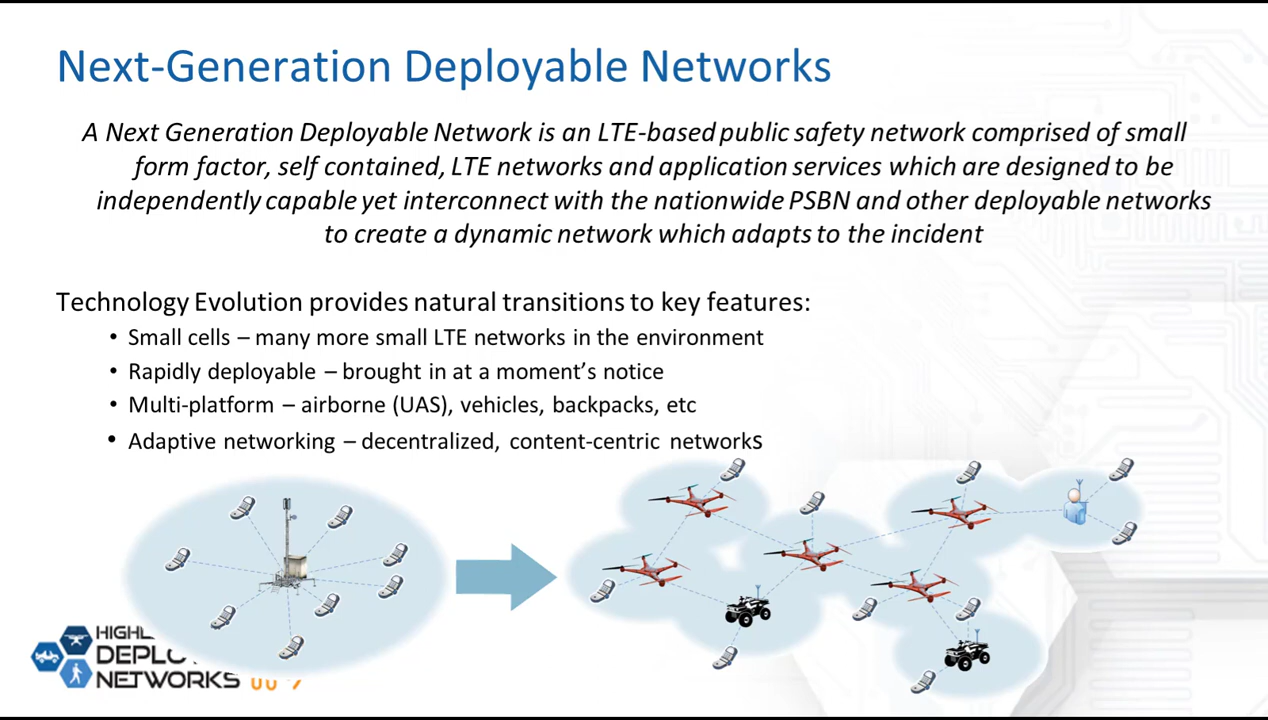 Next-Generation Deployable Networks
A Next Generation Deployable Network is an LTE-based public safety network comprised of small
form factor, self contained, LTE networks and application services which are designed to be
independently capable yet interconnect with the nationwide PSBN and other deployable networks
to create a dynamic network which adapts to the incident
Technology Evolution provides natural transitions to key features:
• Small cells – many more small LTE networks in the environment
• Rapidly deployable – brought in at a moment’s notice
• Multi-platform – airborne (UAS), vehicles, backpacks, etc
• Adaptive networking – decentralized, content-centric networks
NETWORKS